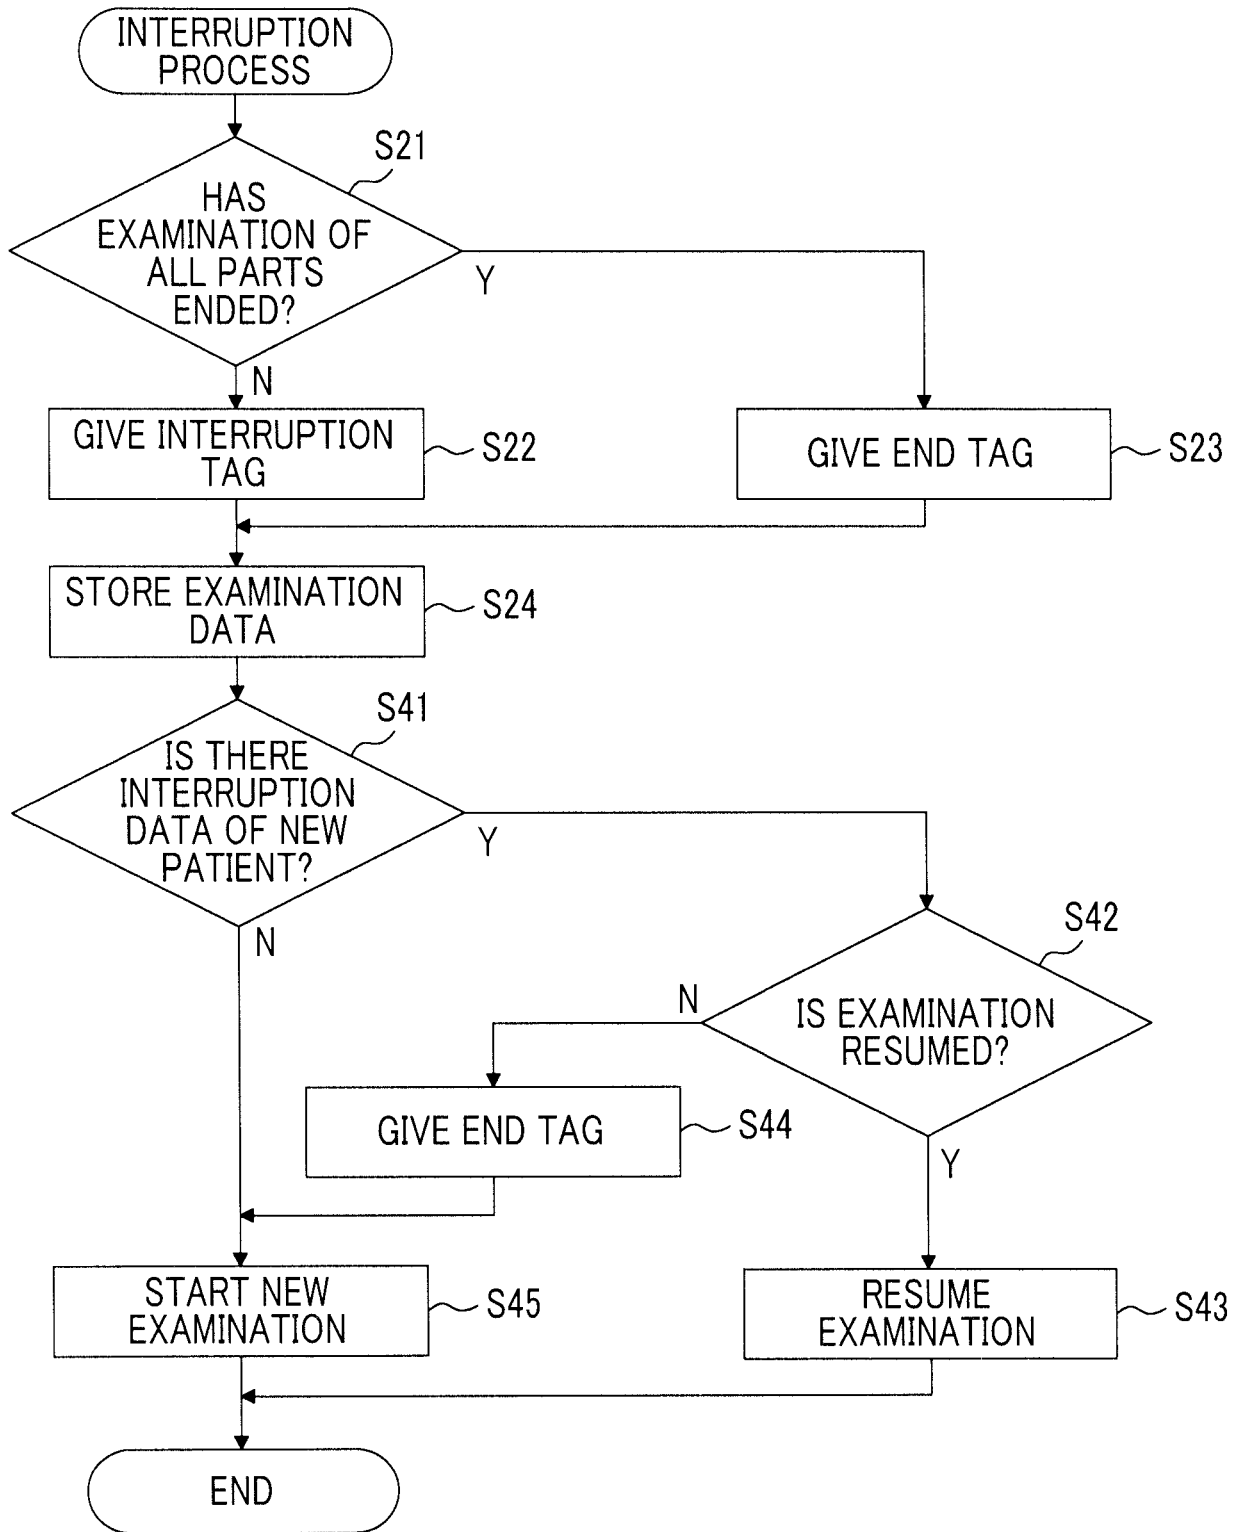 INTERRUPTION
PROCESS
S21
HAS
EXAMINATION OF
ALL PARTS
ENDED?
Y
N
GIVE INTERRUPTION
TAG
S22
GIVE END TAG
S23
STORE EXAMINATION
DATA
S24
S41
IS THERE
INTERRUPTION
DATA OF NEW
PATIENT?
Y
N
S42
IS EXAMINATION
RESUMED?
N
Y
GIVE END TAG
S44
START NEW
EXAMINATION
S45
RESUME
EXAMINATION
S43
END